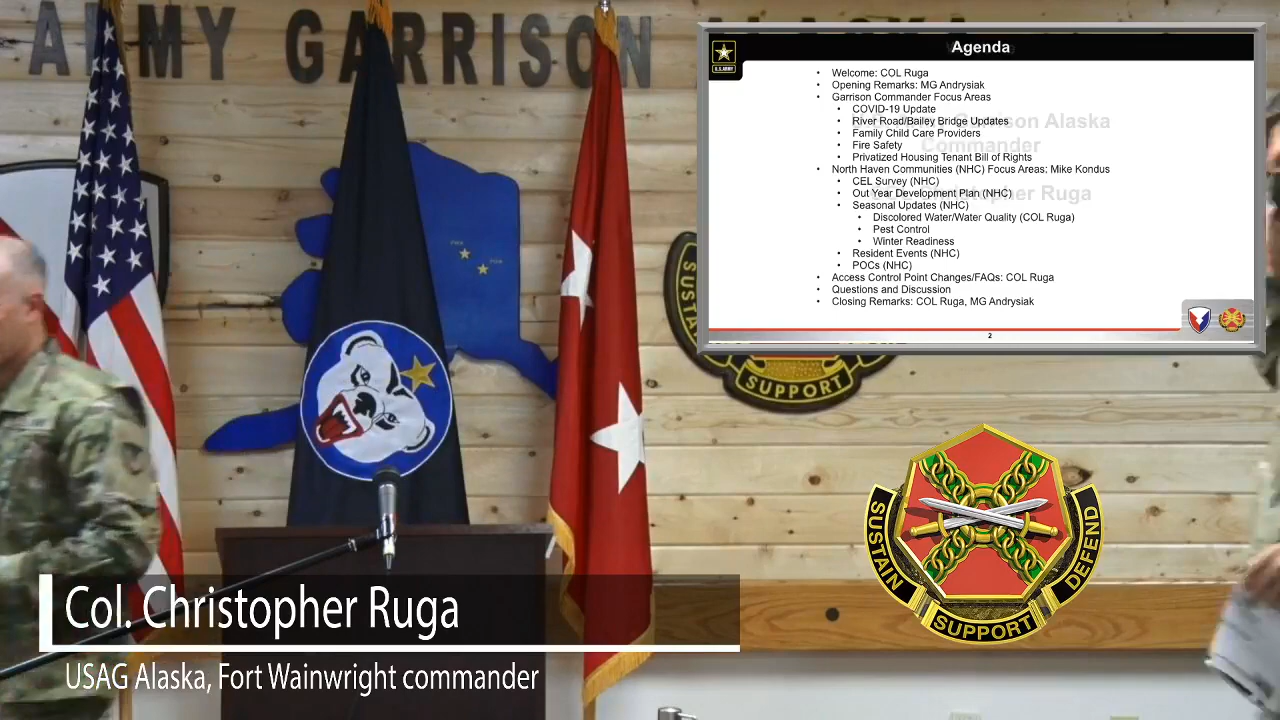 ARMY GARRISON
Agenda
U.S. ARMY
• Welcome: COL Ruga
• Opening Remarks: MG Andrysiak
• Garrison Commander Focus Areas
• COVID-19 Update
• River Road/Bailey Bridge Updates
• Family Child Care Providers
• Fire Safety
• Privatized Housing Tenant Bill of Rights
• North Haven Communities (NHC) Focus Areas: Mike Kondus
• CEL Survey (NHC)
• Out Year Development Plan (NHC)
• Seasonal Updates (NHC)
• Discolored Water/Water Quality (COL Ruga)
• Pest Control
• Winter Readiness
• Resident Events (NHC)
• POCs (NHC)
• Access Control Point Changes/FAQs: COL Ruga
• Questions and Discussion
• Closing Remarks: COL Ruga, MG Andrysiak
2
Alaska
Commander
Ruga
SUPPORT
SUSTAIN
SUPPORT
DEFEND
Col. Christopher Ruga
USAG Alaska, Fort Wainwright commander